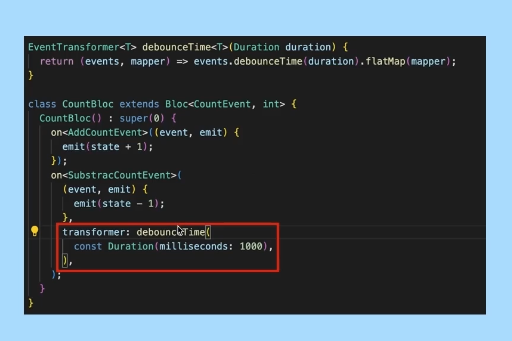 EventTransformer<T> debounceTime<T>(Duration duration) {
  return (events, mapper) => events.debounceTime(duration).flatMap(mapper);
}

class CountBloc extends Bloc<CountEvent, int> {
  CountBloc() : super(0) {
    on<AddCountEvent>((event, emit) {
      emit(state + 1);
    });
    on<SubstracCountEvent>(
      (event, emit) {
        emit(state - 1);
      },
      transformer: debounceTime(
        const Duration(milliseconds: 1000),
      ),
    );
  }
}